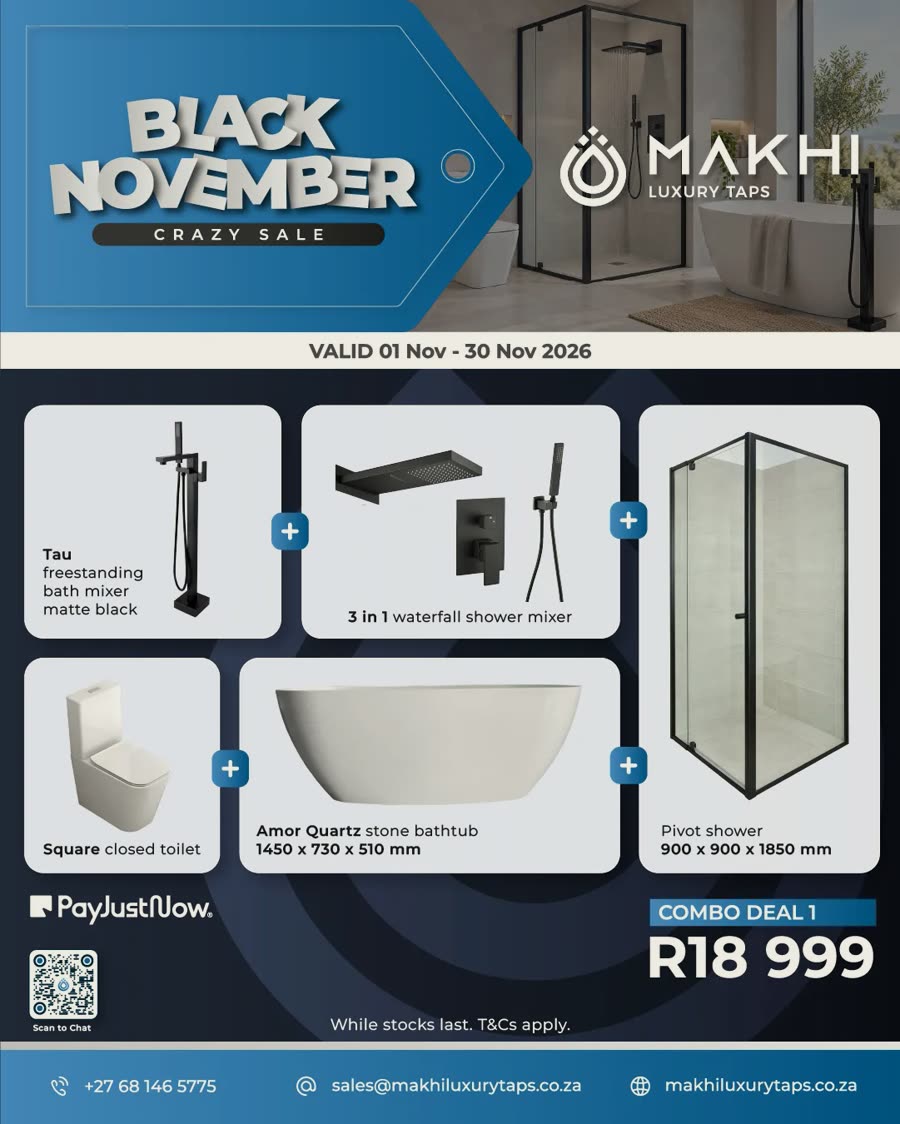 BLACK
NOVEMBER
CRAZY SALE
MAKHI
LUXURY TAPS
VALID 01 Nov - 30 Nov 2026
Tau
freestanding
bath mixer
matte black
+
3 in 1 waterfall shower mixer
+
Square closed toilet
+
Amor Quartz stone bathtub
1450 x 730 x 510 mm
+
Pivot shower
900 x 900 x 1850 mm
PayJustNow.
Scan to Chat
COMBO DEAL 1
R18 999
While stocks last. T&Cs apply.
+27 68 146 5775
sales@makhiluxurytaps.co.za
makhiluxurytaps.co.za